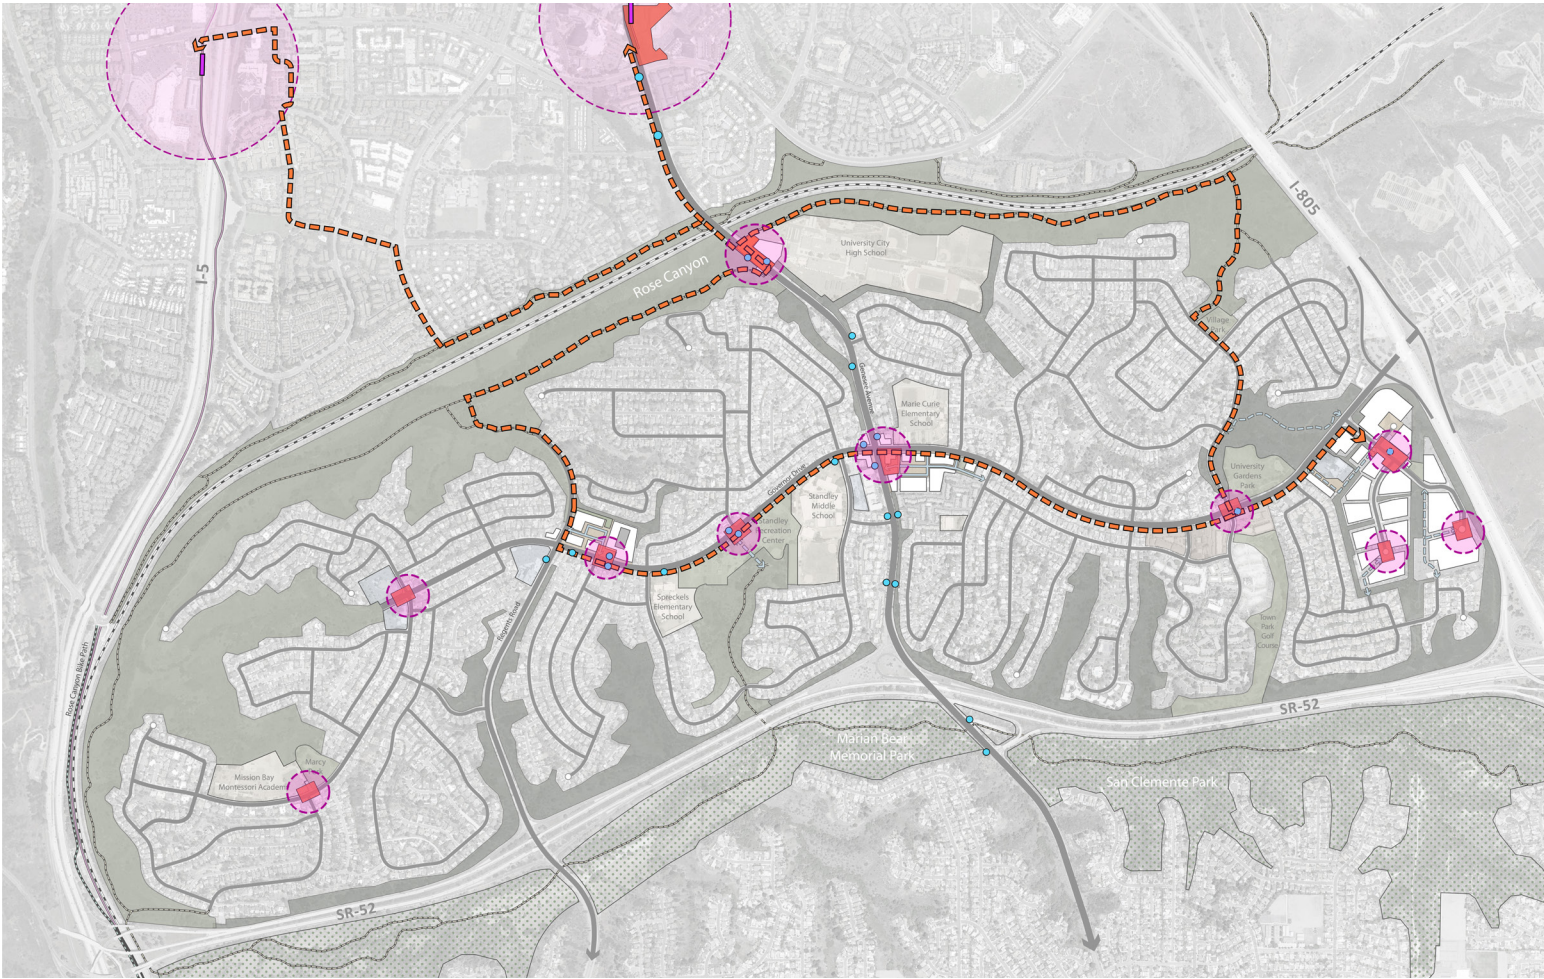 I-805
University City
High School
I-5
Rose Canyon
Village
Park
Genesee Avenue
Marie Curie
Elementary
School
Governor Drive
University
Gardens
Park
Standley
Middle
School
Standley
Recreation
Center
Spreckels
Elementary
School
Regents Road
Town
Park
Golf
Course
Rose Canyon Bike Path
SR-52
Marian Bear
Memorial Park
Marcy
Mission Bay
Montessori Academy
San Clemente Park
SR-52